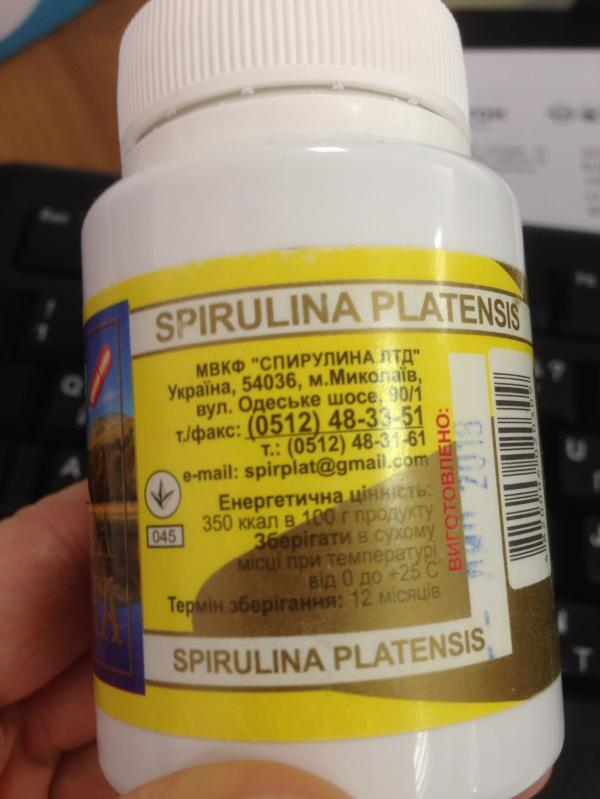 SPIRULINA PLATENSIS
МВКФ "СПИРУЛИНА ЛТД"
Україна, 54036, м.Миколаїв,
вул. Одеське шосе, 90/1
т./факс: (0512) 48-33-51
т.: (0512) 48-31-61
e-mail: spirplat@gmail.com
045
Енергетична цінність:
350 ккал в 100 г продукту
Зберігати в сухому
місці при температурі
від 0 до +25 С
Термін зберігання: 12 місяців
SPIRULINA PLATENSIS
ВИГОТОВЛЕНО: